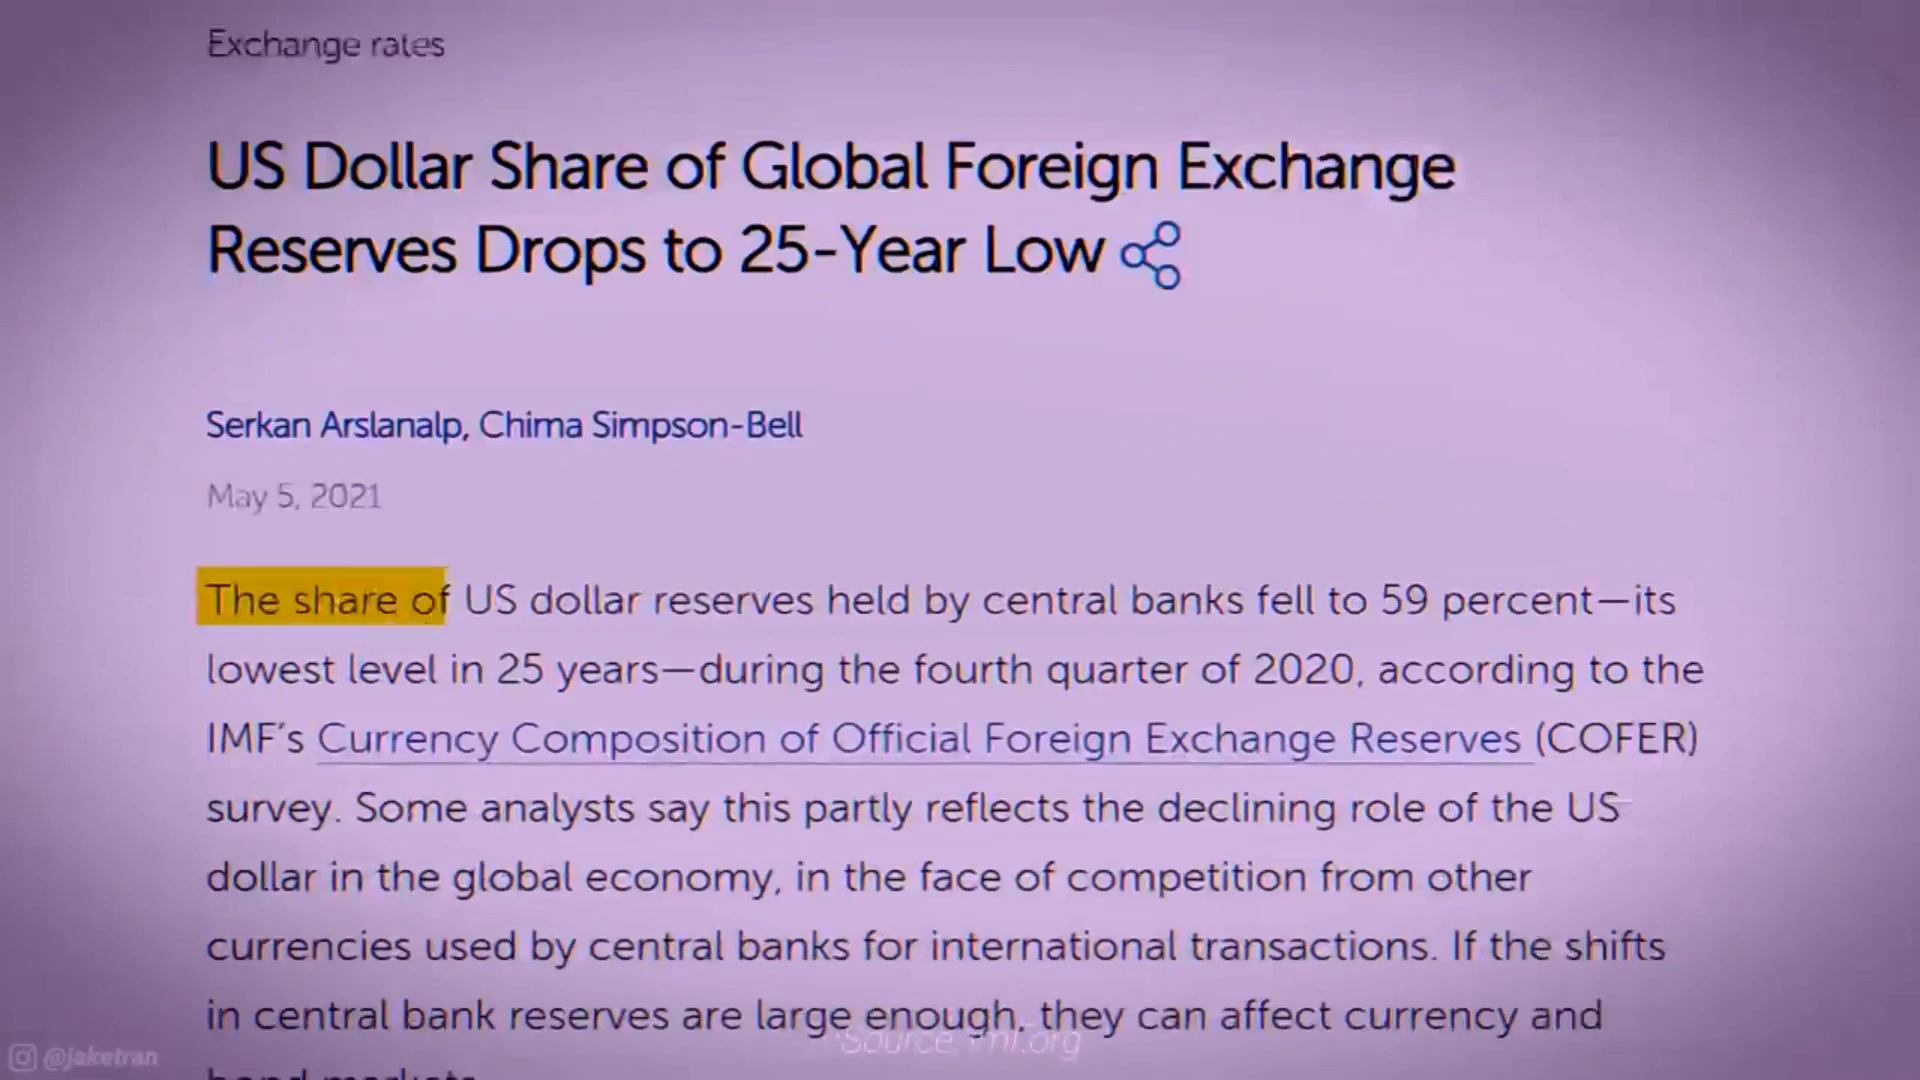 Exchange rates
US Dollar Share of Global Foreign Exchange
Reserves Drops to 25-Year Low
Serkan Arslanalp, Chima Simpson-Bell
May 5, 2021
The share of US dollar reserves held by central banks fell to 59 percent—its
lowest level in 25 years—during the fourth quarter of 2020, according to the
IMF's Currency Composition of Official Foreign Exchange Reserves (COFER)
survey. Some analysts say this partly reflects the declining role of the US
dollar in the global economy, in the face of competition from other
currencies used by central banks for international transactions. If the shifts
in central bank reserves are large enough, they can affect currency and
Source: imf.org
@jaketran